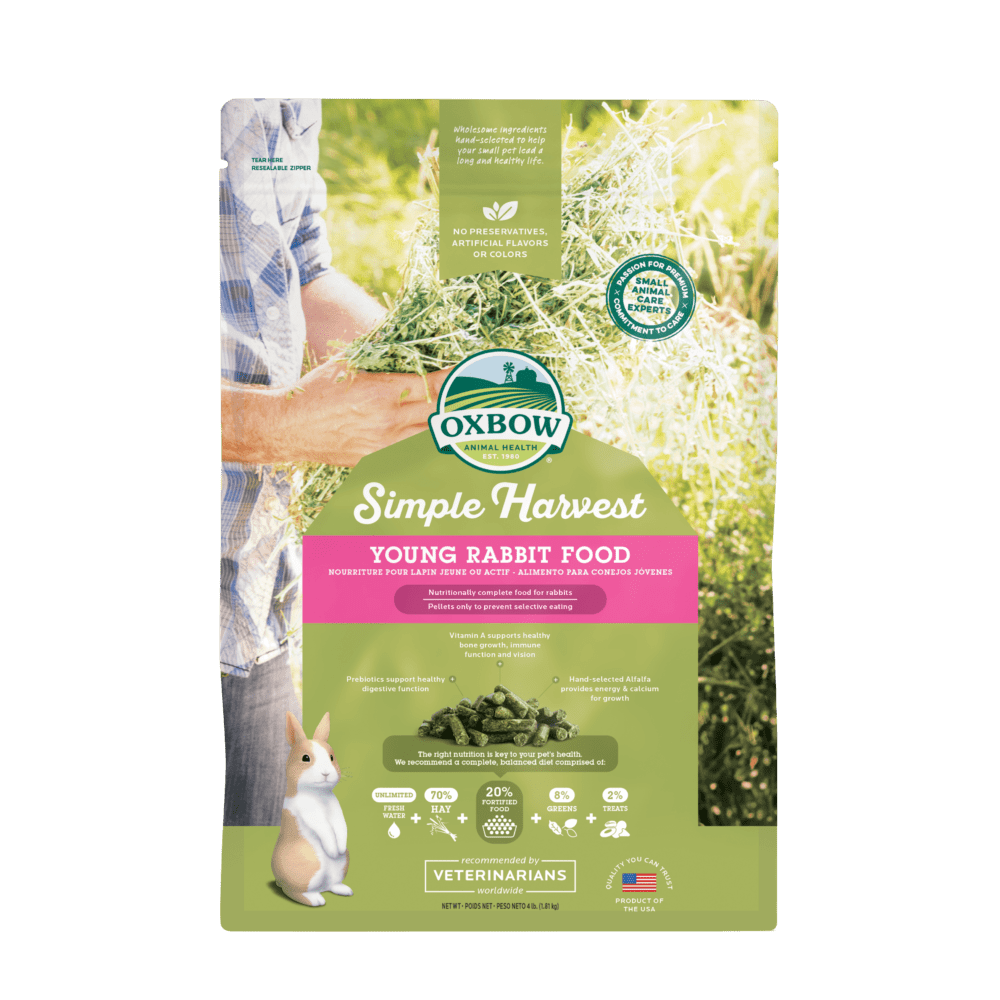 Wholesome ingredients
hand-selected to help
your small pet lead a
long and healthy life.
TEAR HERE
RESEALABLE ZIPPER
NO PRESERVATIVES,
ARTIFICIAL FLAVORS
OR COLORS
PASSION FOR PREMIUM
SMALL
ANIMAL
CARE
EXPERTS
COMMITMENT TO CARE
OXBOW
ANIMAL HEALTH
EST. 1980
®
Simple Harvest
YOUNG RABBIT FOOD
NOURRITURE POUR LAPIN JEUNE OU ACTIF - ALIMENTO PARA CONEJOS JÓVENES
Nutritionally complete food for rabbits
Pellets only to prevent selective eating
Vitamin A supports healthy
bone growth, immune
function and vision
Prebiotics support healthy
digestive function
Hand-selected Alfalfa
provides energy & calcium
for growth
The right nutrition is key to your pet's health.
We recommend a complete, balanced diet comprised of:
UNLIMITED
FRESH
WATER
+
70%
HAY
+
20%
FORTIFIED
FOOD
+
8%
GREENS
+
2%
TREATS
recommended by
VETERINARIANS
worldwide
QUALITY YOU CAN TRUST
PRODUCT OF
THE USA
NET WT - POIDS NET - PESO NETO 4 lb. (1.81 kg)